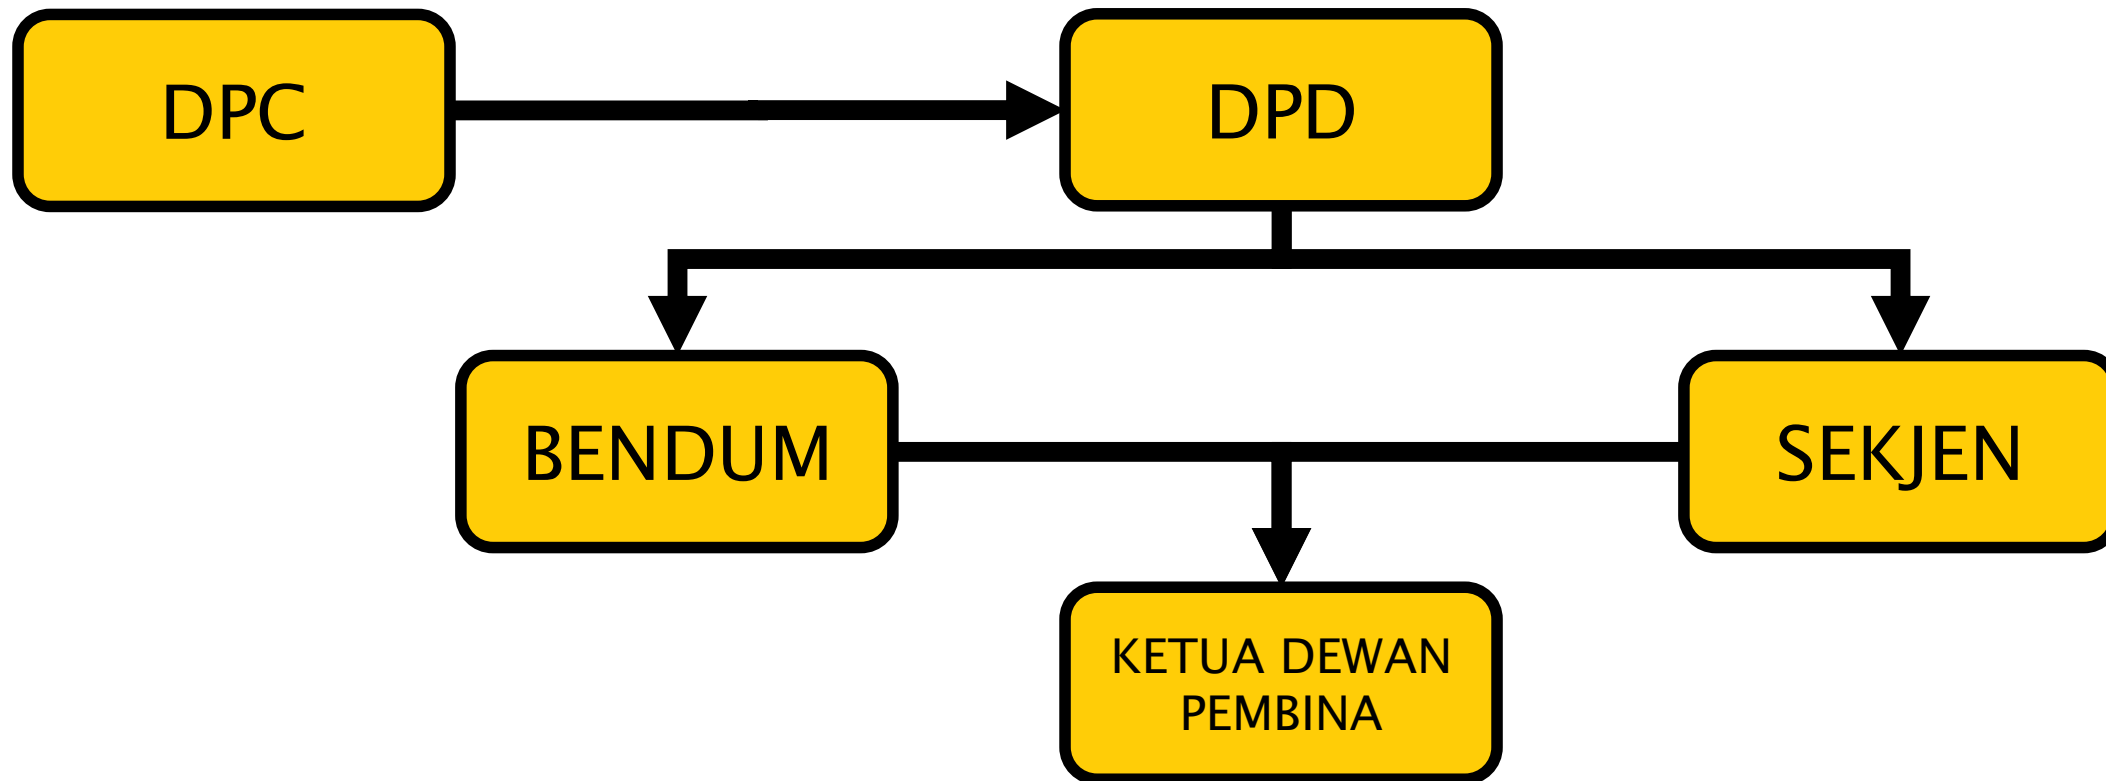 DPC
DPD
BENDUM
SEKJEN
KETUA DEWAN
PEMBINA